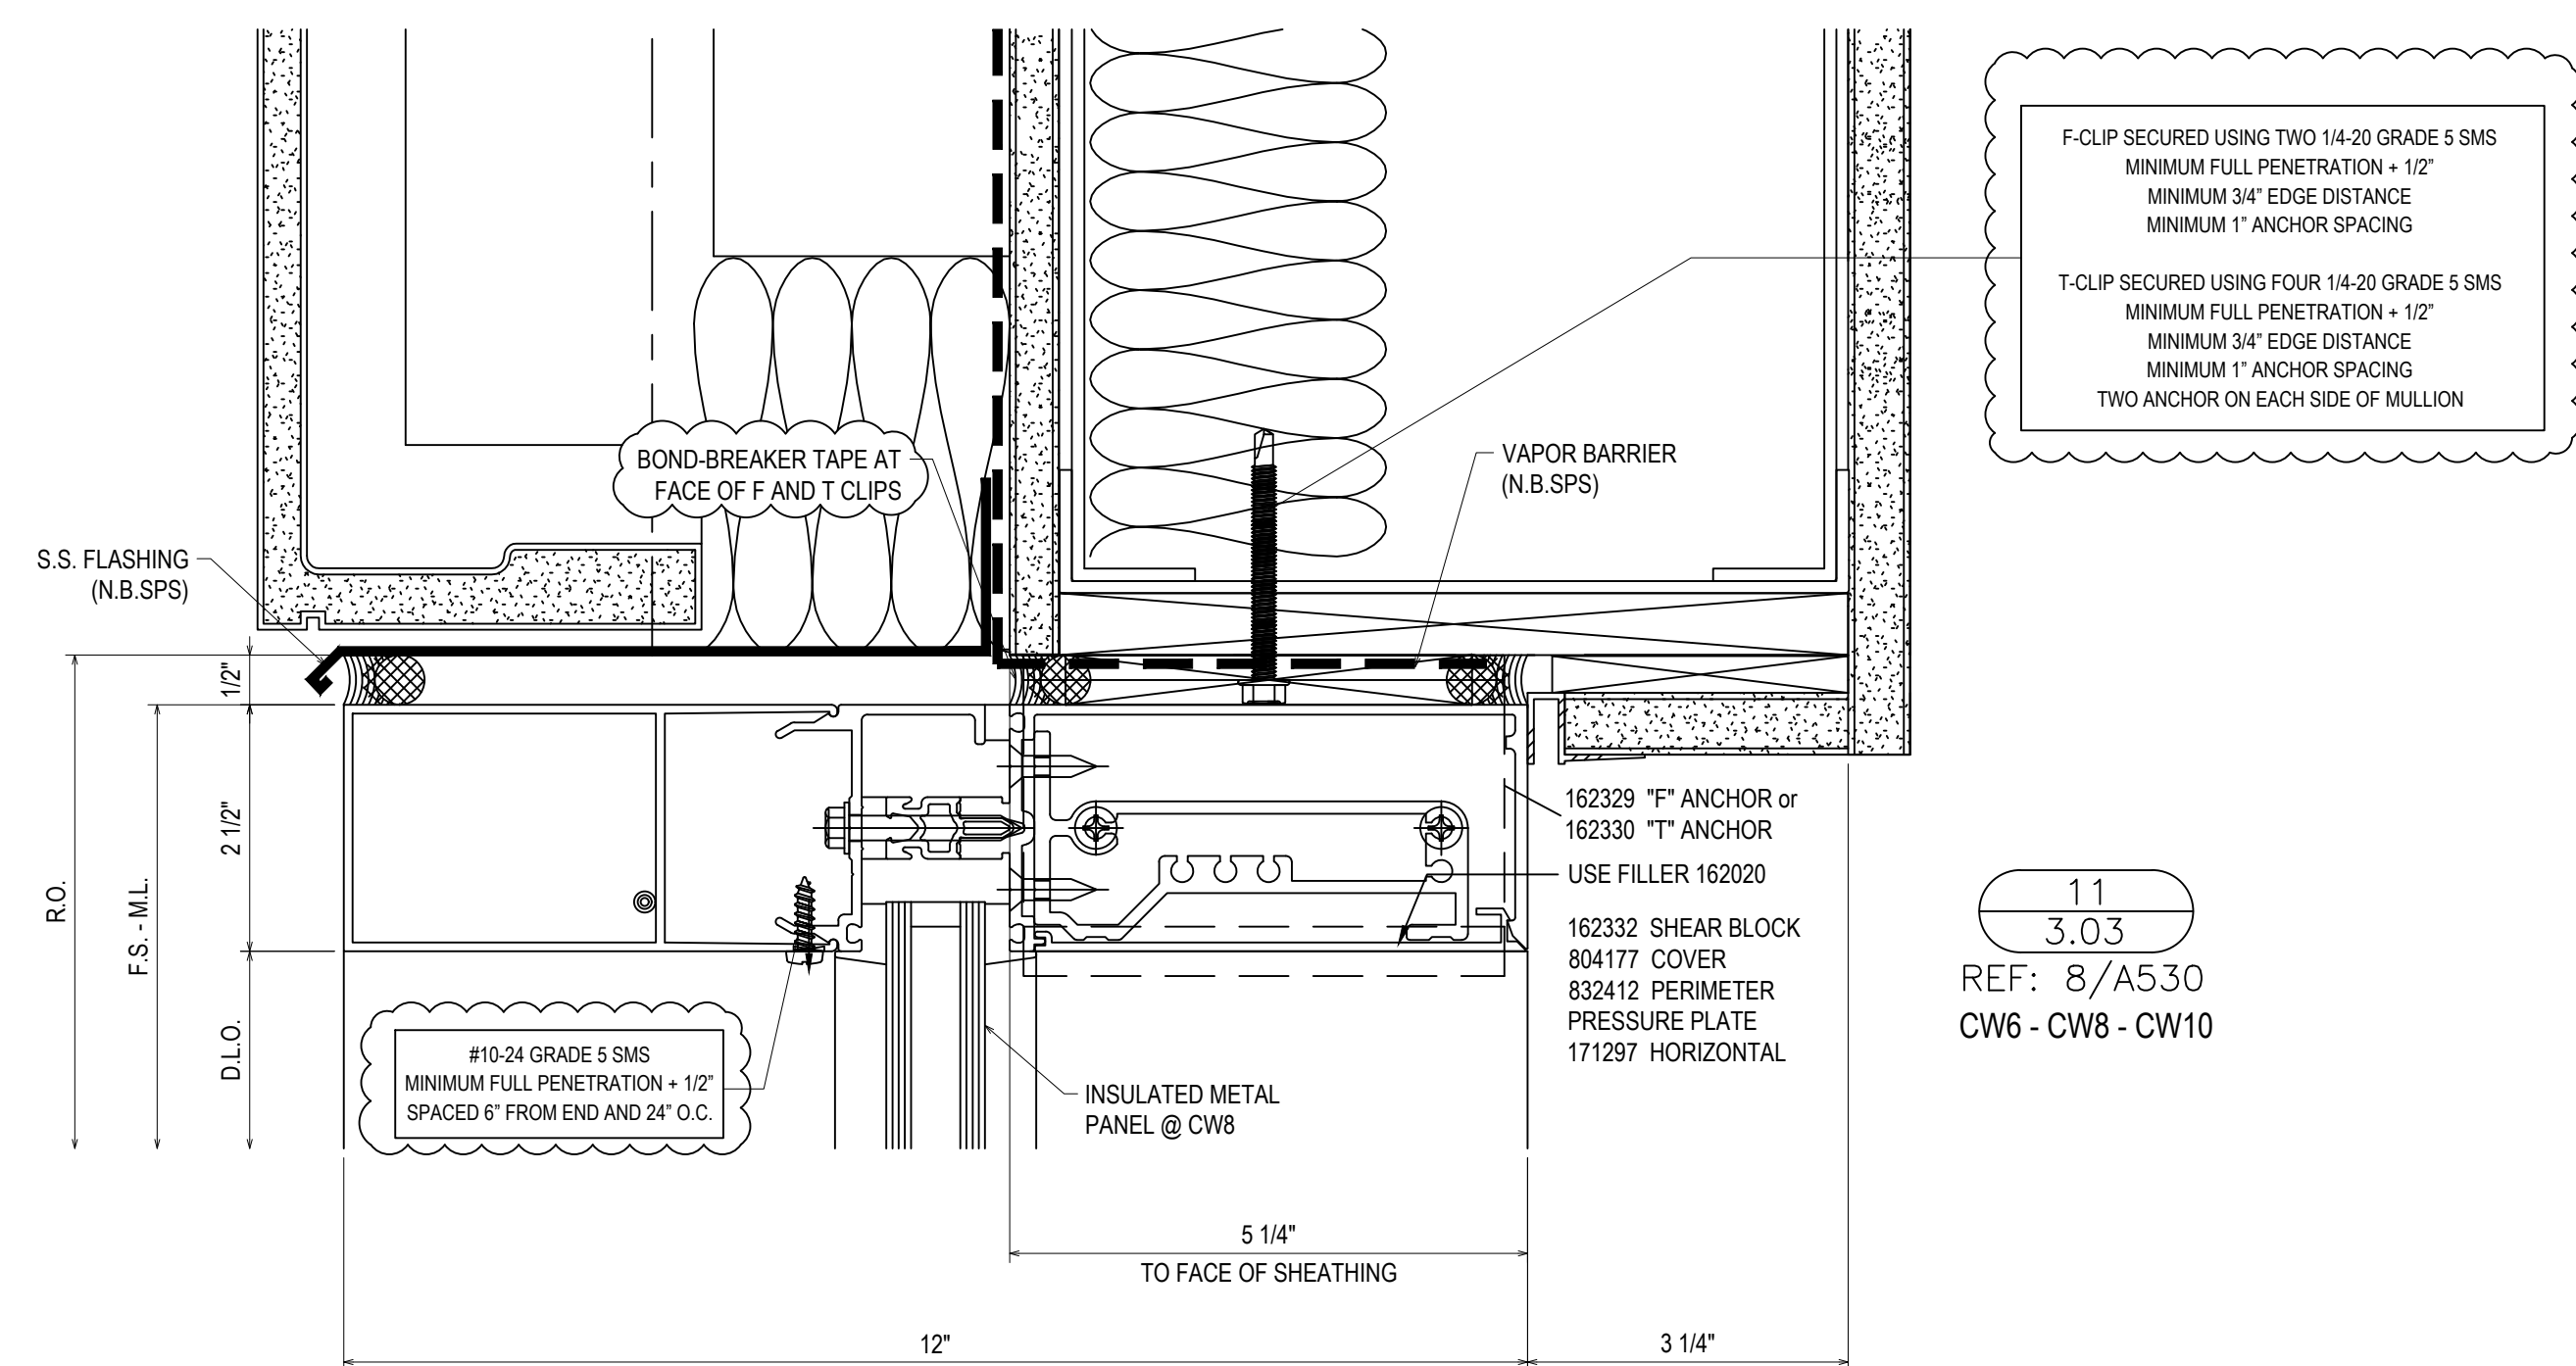 F-CLIP SECURED USING TWO 1/4-20 GRADE 5 SMS
MINIMUM FULL PENETRATION + 1/2”
MINIMUM 3/4” EDGE DISTANCE
MINIMUM 1” ANCHOR SPACING
T-CLIP SECURED USING FOUR 1/4-20 GRADE 5 SMS
MINIMUM FULL PENETRATION + 1/2”
MINIMUM 3/4” EDGE DISTANCE
MINIMUM 1” ANCHOR SPACING
TWO ANCHOR ON EACH SIDE OF MULLION
BOND-BREAKER TAPE AT
FACE OF F AND T CLIPS
VAPOR BARRIER
(N.B.SPS)
S.S. FLASHING
(N.B.SPS)
1/2"
2 1/2"
R.O.
F.S. - M.L.
D.L.O.
162329 "F" ANCHOR or
162330 "T" ANCHOR
USE FILLER 162020
162332 SHEAR BLOCK
804177 COVER
832412 PERIMETER
PRESSURE PLATE
171297 HORIZONTAL
11
3.03
REF: 8/A530
CW6 - CW8 - CW10
#10-24 GRADE 5 SMS
MINIMUM FULL PENETRATION + 1/2”
SPACED 6” FROM END AND 24” O.C.
INSULATED METAL
PANEL @ CW8
5 1/4"
TO FACE OF SHEATHING
12"
3 1/4"